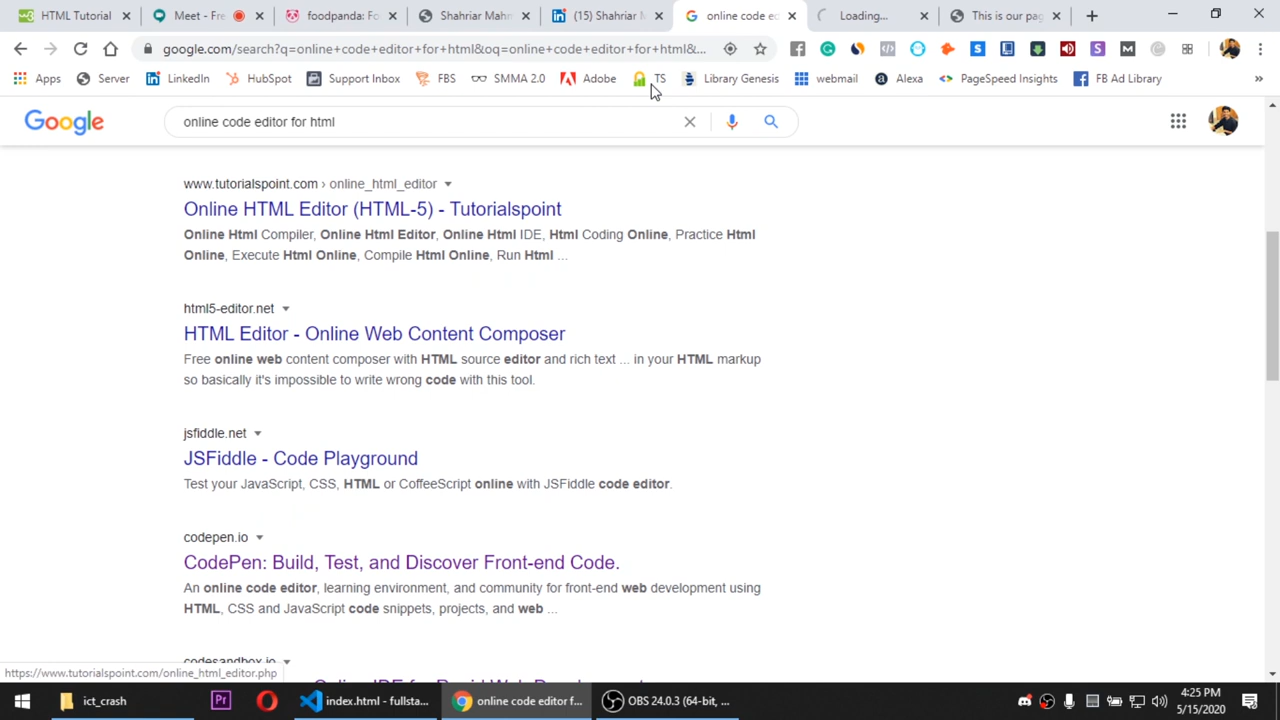 HTML Tutorial
Meet - Fre
foodpanda: Fo
Shahriar Mahm
(15) Shahriar M
online code ed
Loading...
This is our pag
google.com/search?q=online+code+editor+for+html&oq=online+code+editor+for+html&...
Apps
Server
LinkedIn
HubSpot
Support Inbox
FBS
SMMA 2.0
Adobe
TS
Library Genesis
webmail
Alexa
PageSpeed Insights
FB Ad Library
Google
online code editor for html
www.tutorialspoint.com › online_html_editor
Online HTML Editor (HTML-5) - Tutorialspoint
Online Html Compiler, Online Html Editor, Online Html IDE, Html Coding Online, Practice Html
Online, Execute Html Online, Compile Html Online, Run Html ...
html5-editor.net
HTML Editor - Online Web Content Composer
Free online web content composer with HTML source editor and rich text ... in your HTML markup
so basically it's impossible to write wrong code with this tool.
jsfiddle.net
JSFiddle - Code Playground
Test your JavaScript, CSS, HTML or CoffeeScript online with JSFiddle code editor.
codepen.io
CodePen: Build, Test, and Discover Front-end Code.
An online code editor, learning environment, and community for front-end web development using
HTML, CSS and JavaScript code snippets, projects, and web ...
codesandbox.io
https://www.tutorialspoint.com/online_html_editor.php
ict_crash
index.html - fullsta...
online code editor f...
OBS 24.0.3 (64-bit, ...
4:25 PM
5/15/2020